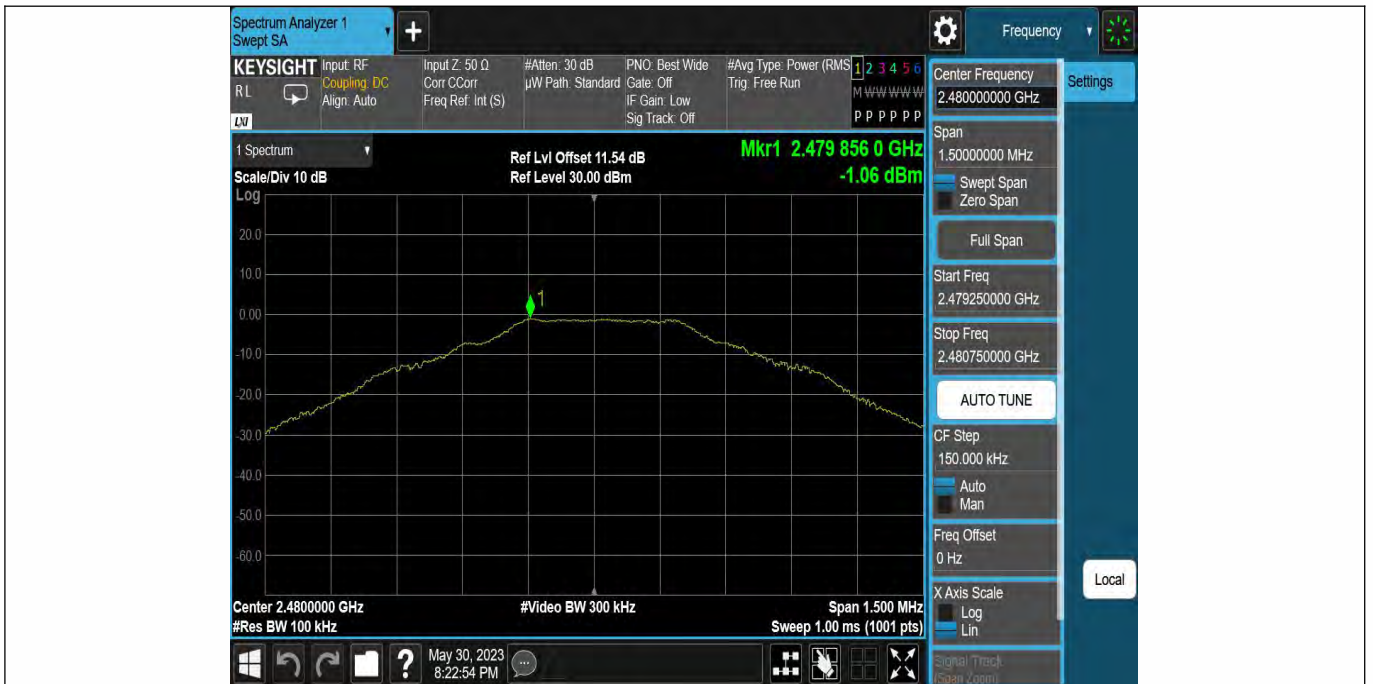 Spectrum Analyzer 1
Swept SA
+
Frequency
KEYSIGHT
RL
LXI
Input: RF
Coupling: DC
Align: Auto
Input Z: 50 Ω
Corr CCorr
Freq Ref: Int (S)
#Atten: 30 dB
µW Path: Standard
PNO: Best Wide
Gate: Off
IF Gain: Low
Sig Track: Off
#Avg Type: Power (RMS
Trig: Free Run
1 2 3 4 5 6
M W W W W W
P P P P P P
1 Spectrum
Scale/Div 10 dB
Ref Lvl Offset 11.54 dB
Ref Level 30.00 dBm
Mkr1 2.479 856 0 GHz
-1.06 dBm
Log
20.0
10.0
0.00
-10.0
-20.0
-30.0
-40.0
-50.0
-60.0
1
Center 2.4800000 GHz
#Res BW 100 kHz
#Video BW 300 kHz
Span 1.500 MHz
Sweep 1.00 ms (1001 pts)
Center Frequency
2.480000000 GHz
Settings
Span
1.50000000 MHz
Swept Span
Zero Span
Full Span
Start Freq
2.479250000 GHz
Stop Freq
2.480750000 GHz
AUTO TUNE
CF Step
150.000 kHz
Auto
Man
Freq Offset
0 Hz
X Axis Scale
Log
Lin
Signal Track
(Span Zoom)
Local
?
May 30, 2023
8:22:54 PM